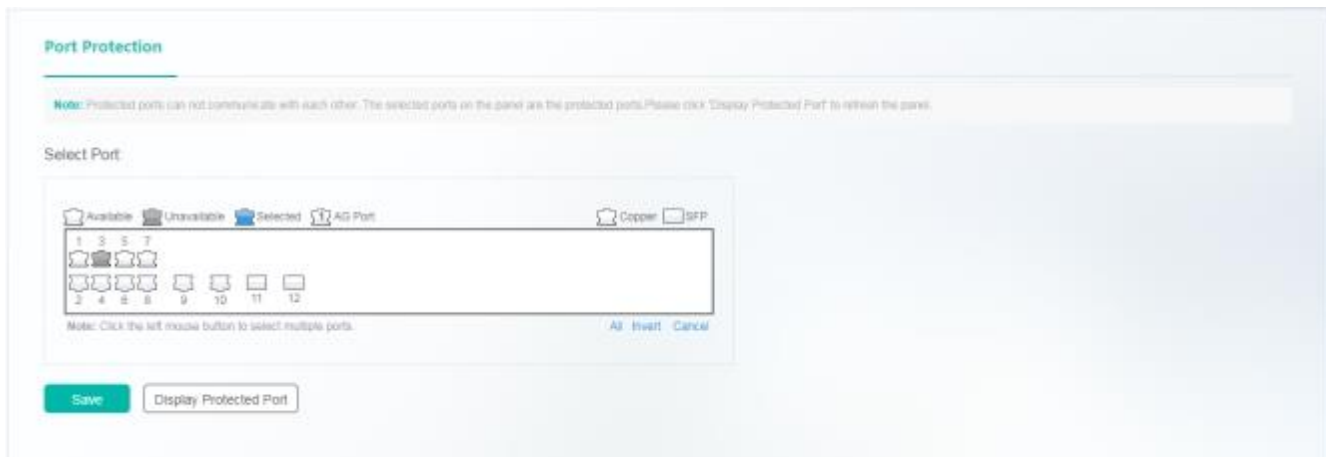 Port Protection
Note: Protected ports can not communicate with each other. The selected ports on the panel are the protected ports.Please click 'Display Protected Port' to refresh the panel.
Select Port
Available Unavailable Selected 1 AG Port Copper SFP
1 3 5 7
2 4 6 8 9 10 11 12
Note: Click the left mouse button to select multiple ports. All Invert Cancel
Save Display Protected Port